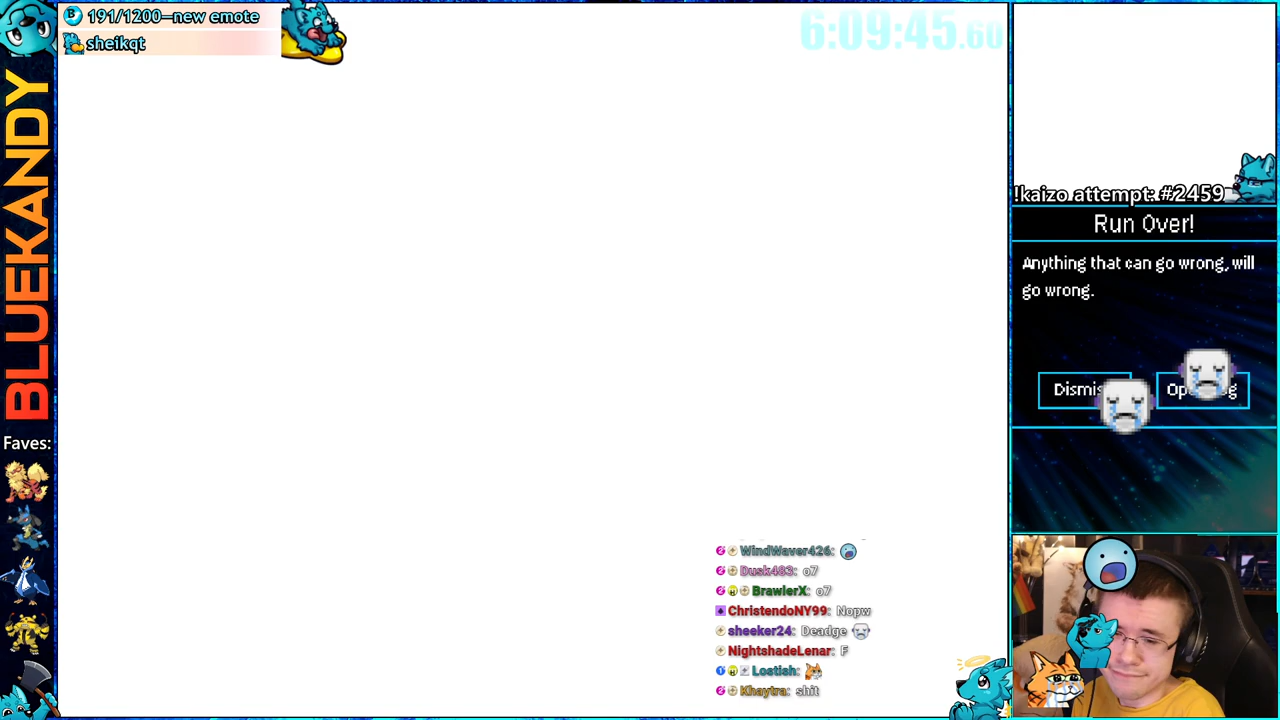 191/1200—new emote
sheikqt
6:09:45.60
BLUEKANDY
Faves:
!kaizo attempt: #2459
Run Over!
Anything that can go wrong, will
go wrong.
WindWaver426:
Dusk483: o7
BrawlerX: o7
ChristendoNY99: Nopw
sheeker24: Deadge
NightshadeLenar: F
Lostish:
Khaytra: shit